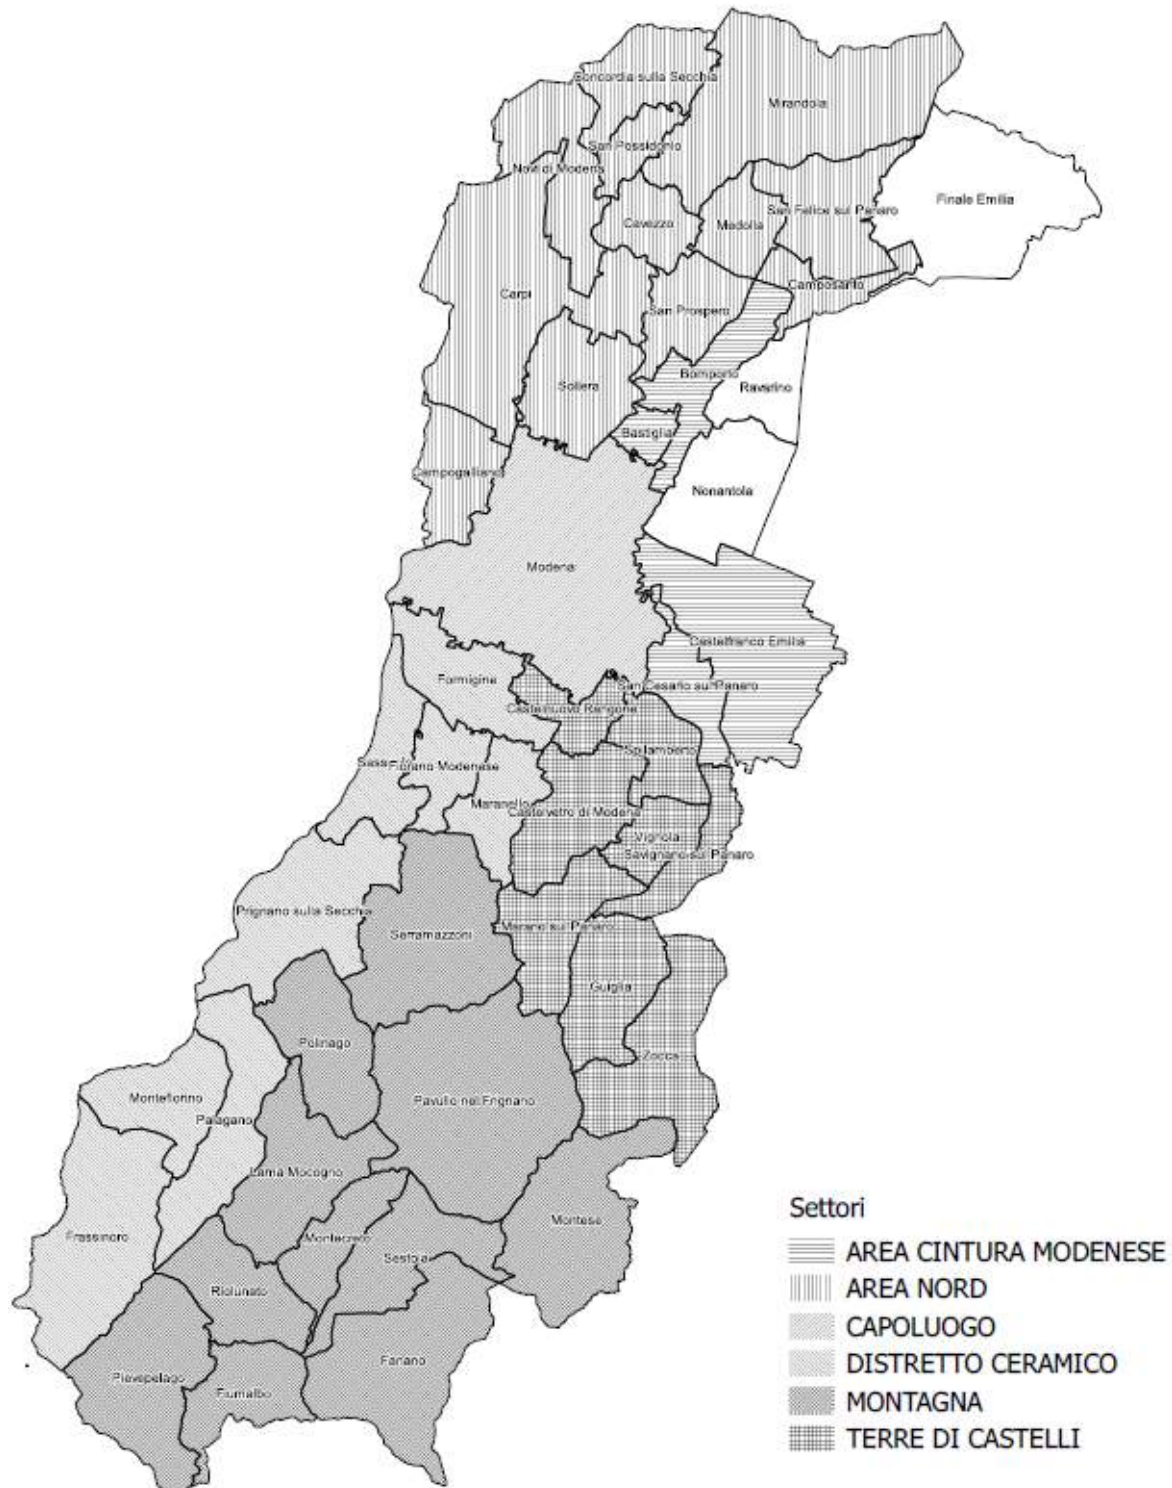 Concordia sulla Secchia
Mirandola
San Possidonio
Novi di Modena
Finale Emilia
San Felice sul Panaro
Cavezzo
Medolla
Camposanto
Carpi
San Prospero
Bomporto
Ravarino
Soliera
Bastiglia
Campogalliano
Nonantola
Modena
Castelfranco Emilia
Formigine
San Cesario sul Panaro
Castelnuovo Rangone
Spilamberto
Sassuolo
Fiorano Modenese
Maranello
Castelvetro di Modena
Vignola
Savignano sul Panaro
Prignano sulla Secchia
Marano sul Panaro
Serramazzoni
Guiglia
Polinago
Zocca
Montefiorino
Pavullo nel Frignano
Palagano
Lama Mocogno
Montese
Frassinoro
Montecreto
Sestola
Riolunato
Fanano
Pievepelago
Fiumalbo
Settori
AREA CINTURA MODENESE
AREA NORD
CAPOLUOGO
DISTRETTO CERAMICO
MONTAGNA
TERRE DI CASTELLI